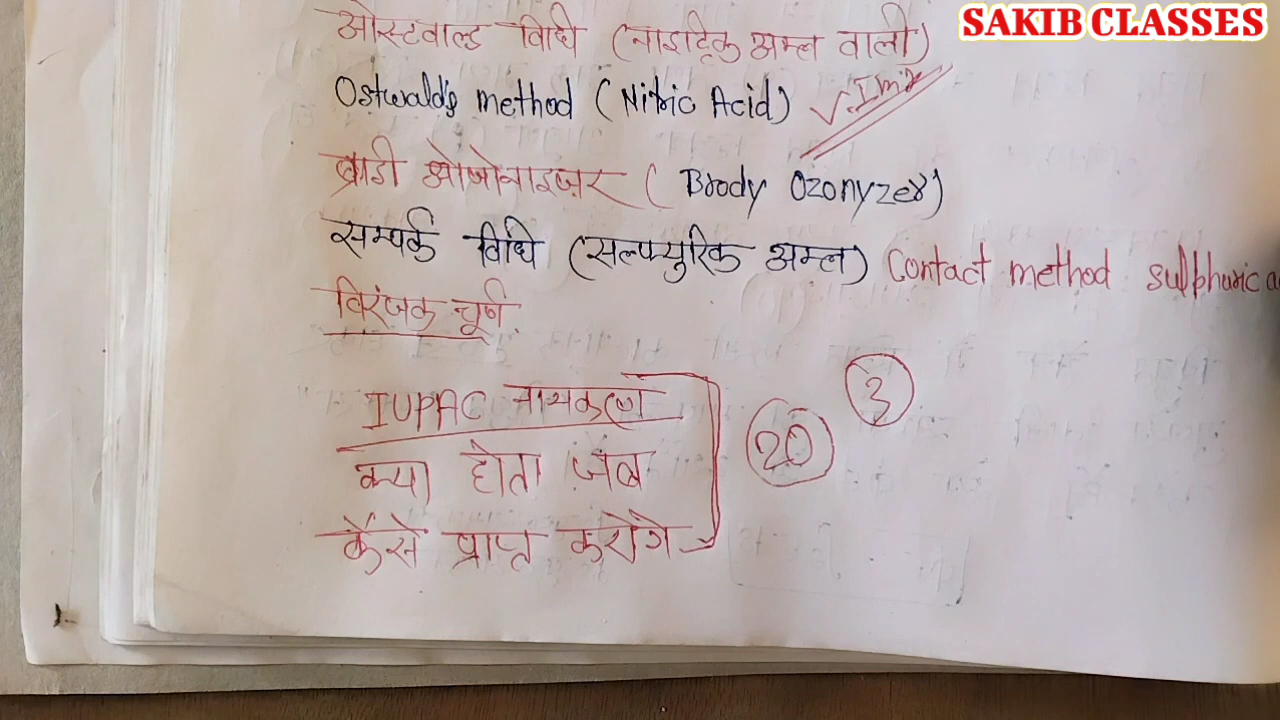 SAKIB CLASSES
ओस्टवाल्ड विधि (नाइट्रिक अम्ल वाली)
Ostwald's method (Nitric Acid) ✓ Imp
ब्राडी ओजोनाइज़र ( Brody Ozonyzer)
सम्पर्क विधि (सल्फ्युरिक अम्ल) Contact method sulphuric a
विरंजक चूर्ण
IUPAC नामकरण
क्या होता जब
कैसे प्राप्त करोगे
20
3